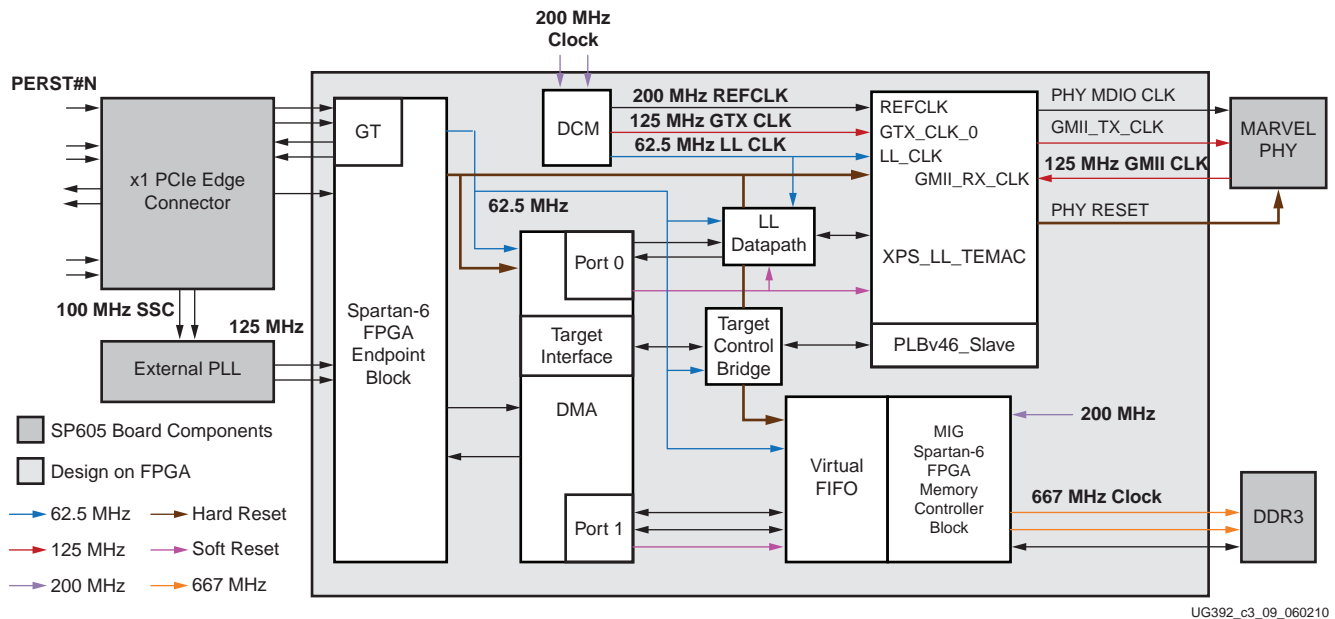 200 MHz
Clock
PERST#N
x1 PCIe Edge
Connector
GT
DCM
200 MHz REFCLK
125 MHz GTX CLK
62.5 MHz LL CLK
REFCLK
GTX_CLK_0
LL_CLK
GMII_RX_CLK
XPS_LL_TEMAC
PLBv46_Slave
PHY MDIO CLK
GMII_TX_CLK
125 MHz GMII CLK
PHY RESET
MARVEL
PHY
62.5 MHz
LL
Datapath
Port 0
Target
Interface
Target
Control
Bridge
100 MHz SSC
125 MHz
External PLL
Spartan-6
FPGA
Endpoint
Block
DMA
Port 1
Virtual
FIFO
MIG
Spartan-6
FPGA
Memory
Controller
Block
200 MHz
667 MHz Clock
DDR3
SP605 Board Components
Design on FPGA
62.5 MHz
Hard Reset
125 MHz
Soft Reset
200 MHz
667 MHz
UG392_c3_09_060210